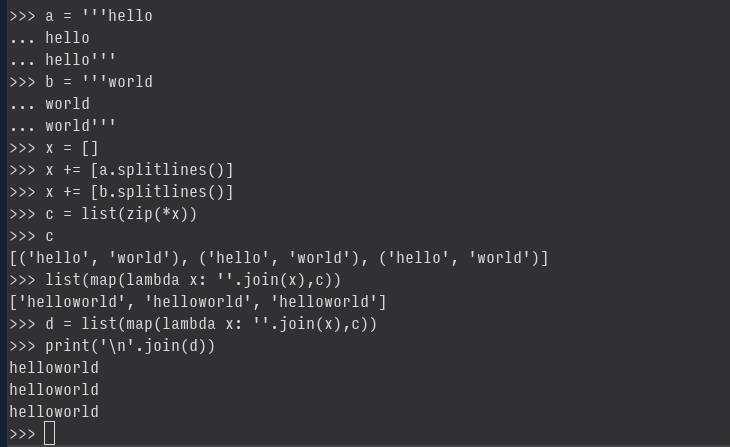 >>> a = '''hello
... hello
... hello'''
>>> b = '''world
... world
... world'''
>>> x = []
>>> x += [a.splitlines()]
>>> x += [b.splitlines()]
>>> c = list(zip(*x))
>>> c
[('hello', 'world'), ('hello', 'world'), ('hello', 'world')]
>>> list(map(lambda x: ''.join(x),c))
['helloworld', 'helloworld', 'helloworld']
>>> d = list(map(lambda x: ''.join(x),c))
>>> print('\n'.join(d))
helloworld
helloworld
helloworld
>>>